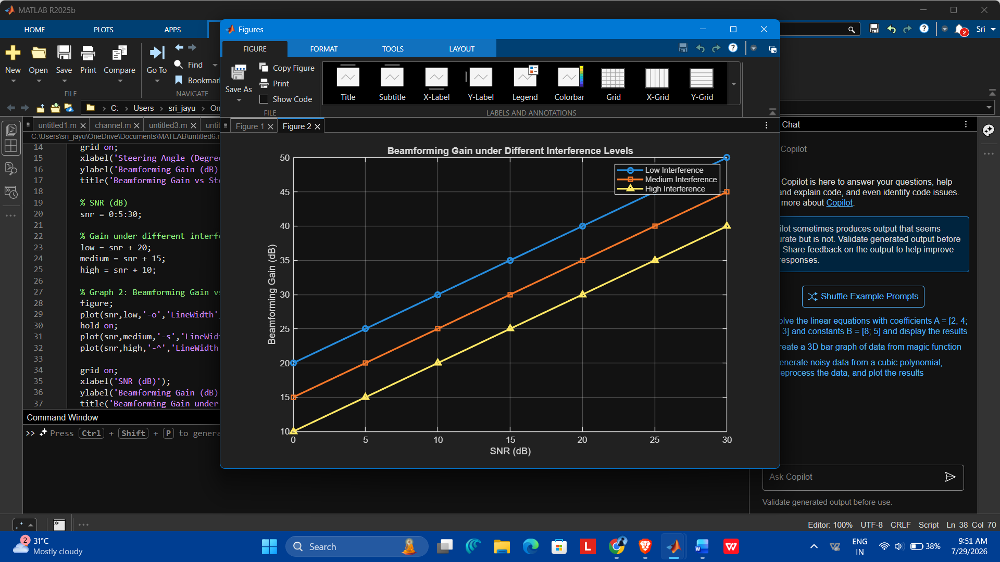 MATLAB R2025b
HOME PLOTS APPS
New Open Save Print Compare Go To Find
Bookmar
FILE NAVIGATE
C: Users sri_jayu On
untitled1.m channel.m untitled3.m untit
C:\Users\sri_jayu\OneDrive\Documents\MATLAB\untitled6.m
14 grid on;
15 xlabel('Steering Angle (Degre
16 ylabel('Beamforming Gain (dB)
17 title('Beamforming Gain vs Ste
18
19 % SNR (dB)
20 snr = 0:5:30;
21
22 % Gain under different interfe
23 low = snr + 20;
24 medium = snr + 15;
25 high = snr + 10;
26
27 % Graph 2: Beamforming Gain vs
28 figure;
29 plot(snr,low,'-o','LineWidth'
30 hold on;
31 plot(snr,medium,'-s','LineWidt
32 plot(snr,high,'-^','LineWidth
33
34 grid on;
35 xlabel('SNR (dB)');
36 ylabel('Beamforming Gain (dB)
37 title('Beamforming Gain under
Command Window
>> Press Ctrl + Shift + P to genera
Figures
FIGURE FORMAT TOOLS LAYOUT
Save As
Copy Figure
Print
Show Code
FILE
Title Subtitle X-Label Y-Label Legend Colorbar Grid X-Grid Y-Grid
LABELS AND ANNOTATIONS
Figure 1 Figure 2
Beamforming Gain under Different Interference Levels
Low Interference
Medium Interference
High Interference
Beamforming Gain (dB)
50
45
40
35
30
25
20
15
10
0 5 10 15 20 25 30
SNR (dB)
2 Sri
Chat
Copilot
Copilot is here to answer your questions, help
nd explain code, and even identify code issues.
more about Copilot.
ilot sometimes produces output that seems
urate but is not. Validate generated output before
Share feedback on the output to help improve
esponses.
Shuffle Example Prompts
olve the linear equations with coefficients A = [2, 4;
3] and constants B = [8; 5] and display the results
reate a 3D bar graph of data from magic function
enerate noisy data from a cubic polynomial,
eprocess the data, and plot the results
Ask Copilot
Validate generated output before use.
Editor: 100% UTF-8 CRLF Script Ln 38 Col 70
2
31°C
Mostly cloudy
Search
L
W
ENG
IN
38%
9:51 AM
7/29/2026